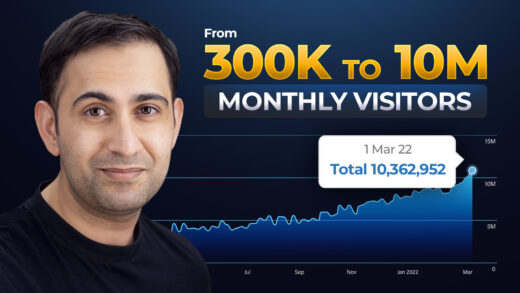 From
300K TO 10M
MONTHLY VISITORS
15M
1 Mar 22
Total 10,362,952
10M
5M
Jul Sep Nov Jan 2022 Mar